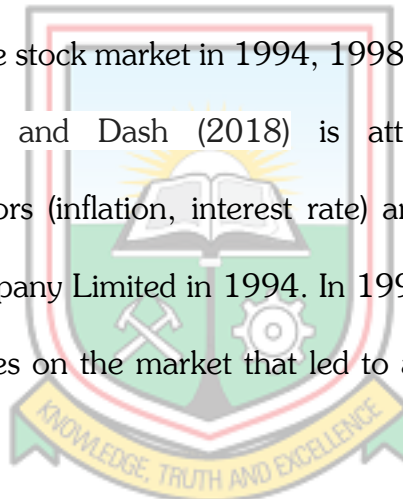 e stock market in 1994, 1998
and Dash (2018) is att
ors (inflation, interest rate) ar
pany Limited in 1994. In 199
es on the market that led to a
KNOWLEDGE, TRUTH AND EXCELLENCE